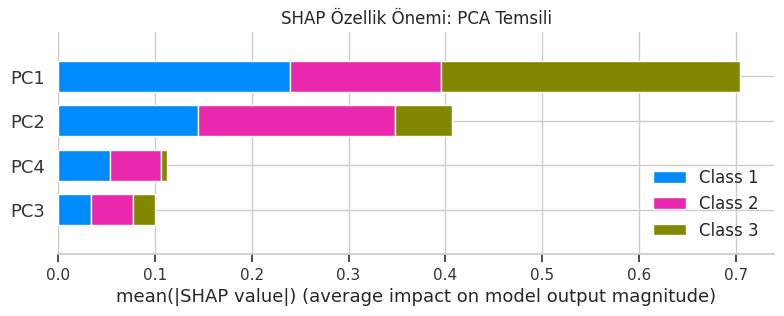 SHAP Özellik Önemi: PCA Temsili
PC1
PC2
PC4
PC3
Class 1
Class 2
Class 3
0.0 0.1 0.2 0.3 0.4 0.5 0.6 0.7
mean(|SHAP value|) (average impact on model output magnitude)